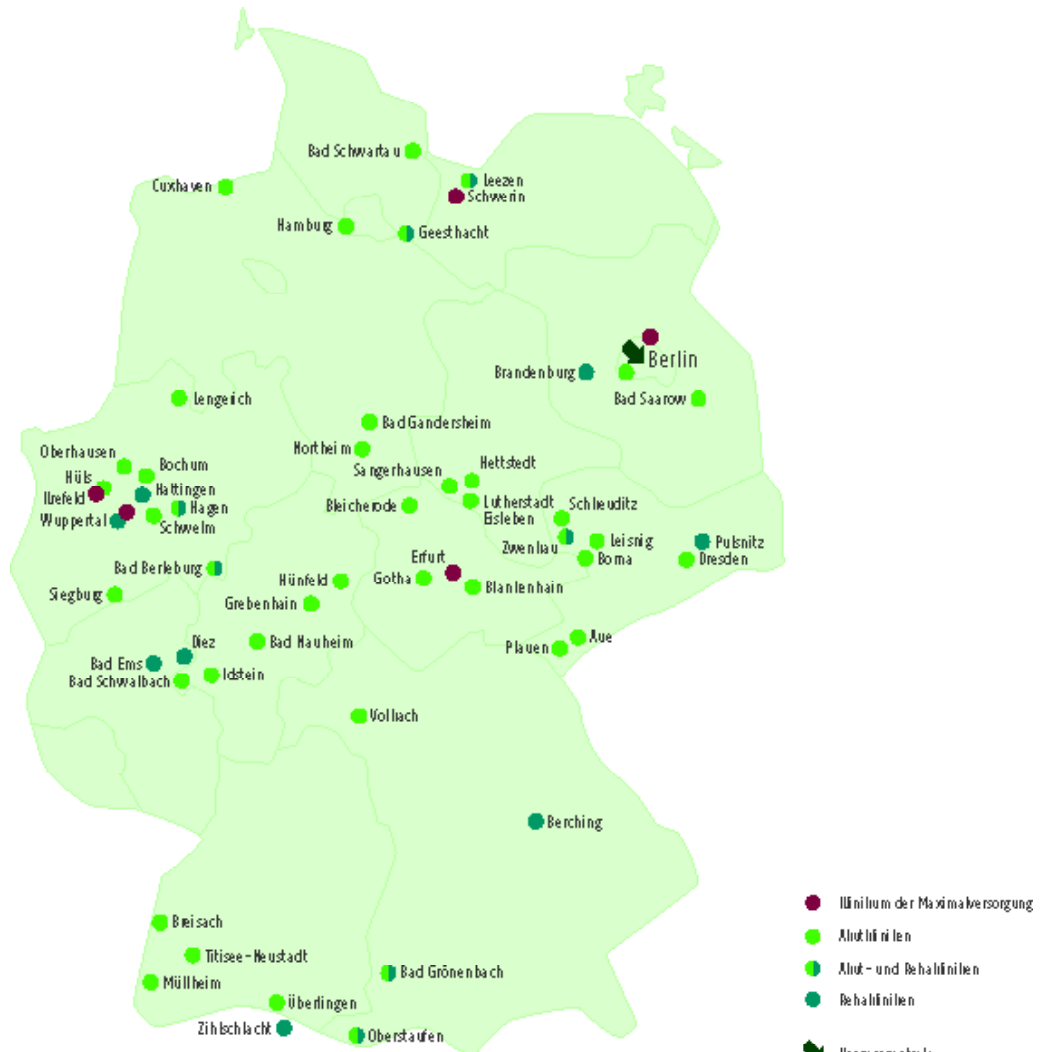 Bad Schwartau
Leezen
Cuxhaven
Schwerin
Hamburg
Geesthacht
Berlin
Brandenburg
Bad Saarow
Lengerich
Bad Gandersheim
Northeim
Oberhausen
Bochum
Sangerhausen
Hettstedt
Hüls
Hattingen
Krefeld
Bleicherode
Lutherstadt
Eisleben
Schkeuditz
Hagen
Wuppertal
Schwelm
Leisnig
Pulsnitz
Zwenkau
Borna
Dresden
Erfurt
Bad Berleburg
Hünfeld
Gotha
Blankenhain
Siegburg
Grebenhain
Aue
Diez
Bad Nauheim
Plauen
Bad Ems
Idstein
Bad Schwalbach
Volkach
Berching
Klinikum der Maximalversorgung
Breisach
Akutkliniken
Titisee-Neustadt
Bad Grönenbach
Akut- und Rehakliniken
Müllheim
Rehakliniken
Überlingen
Zihlschlacht
Oberstaufen